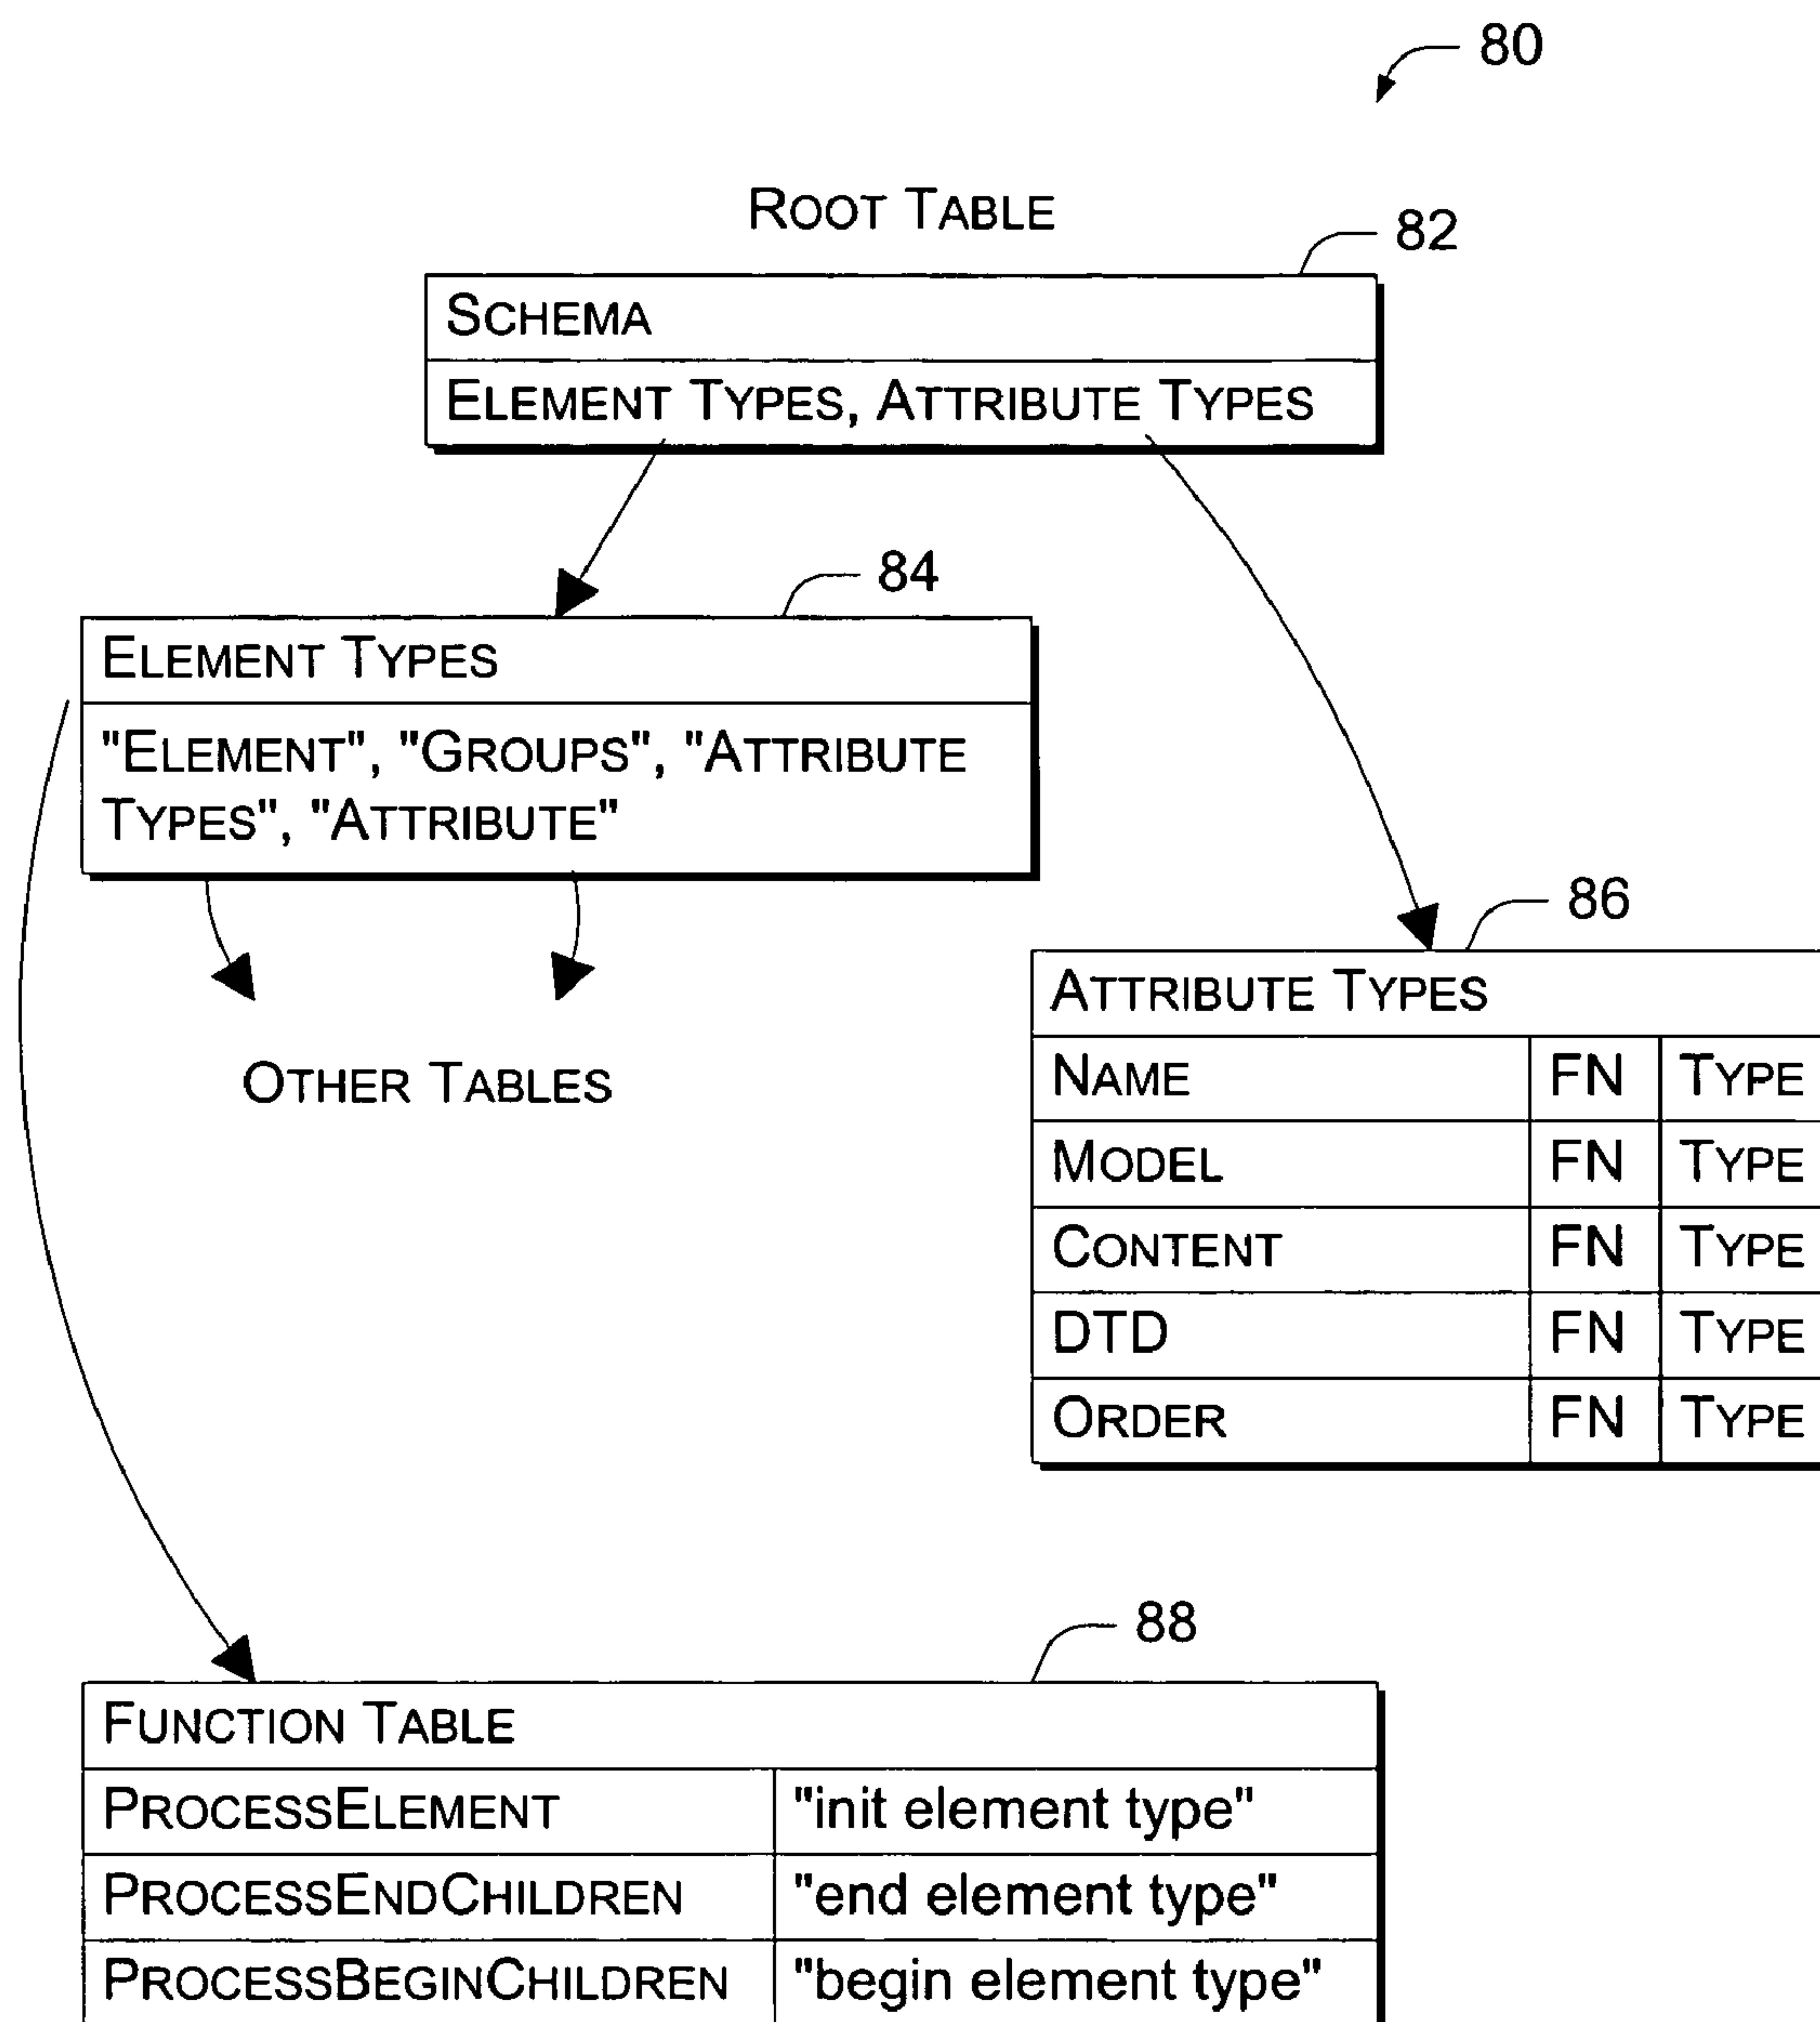 80
ROOT TABLE
82
SCHEMA
ELEMENT TYPES, ATTRIBUTE TYPES
84
ELEMENT TYPES
"ELEMENT", "GROUPS", "ATTRIBUTE
TYPES", "ATTRIBUTE"
86
ATTRIBUTE TYPES
NAME FN TYPE
MODEL FN TYPE
CONTENT FN TYPE
DTD FN TYPE
ORDER FN TYPE
OTHER TABLES
88
FUNCTION TABLE
PROCESSELEMENT "init element type"
PROCESSENDCHILDREN "end element type"
PROCESSBEGINCHILDREN "begin element type"